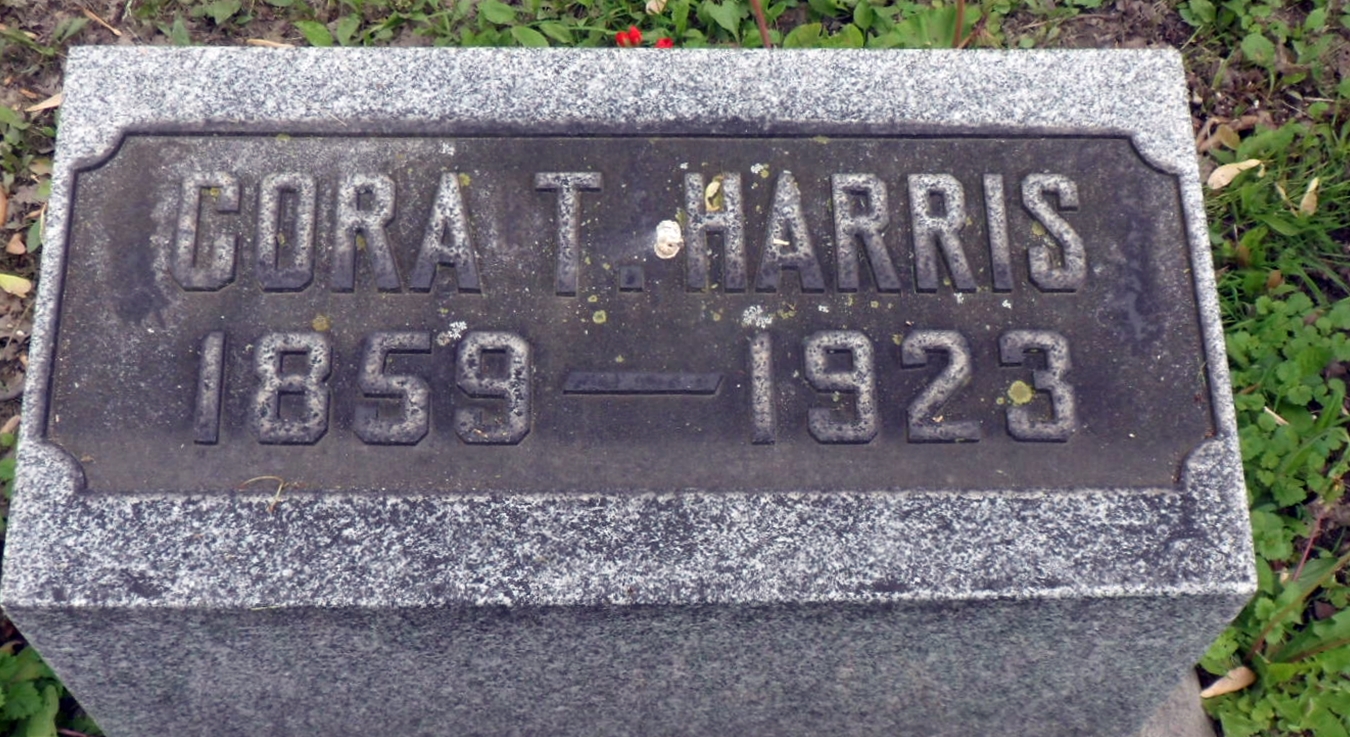 CORA T. HARRIS
1859 — 1923